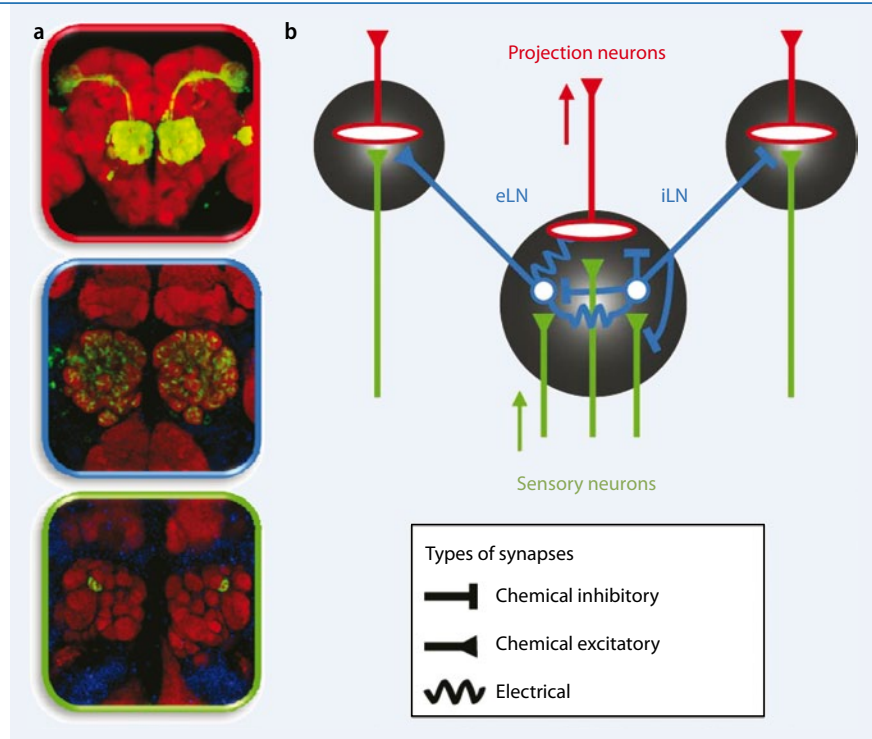 a
b
Projection neurons
eLN
iLN
Sensory neurons
Types of synapses
Chemical inhibitory
Chemical excitatory
Electrical